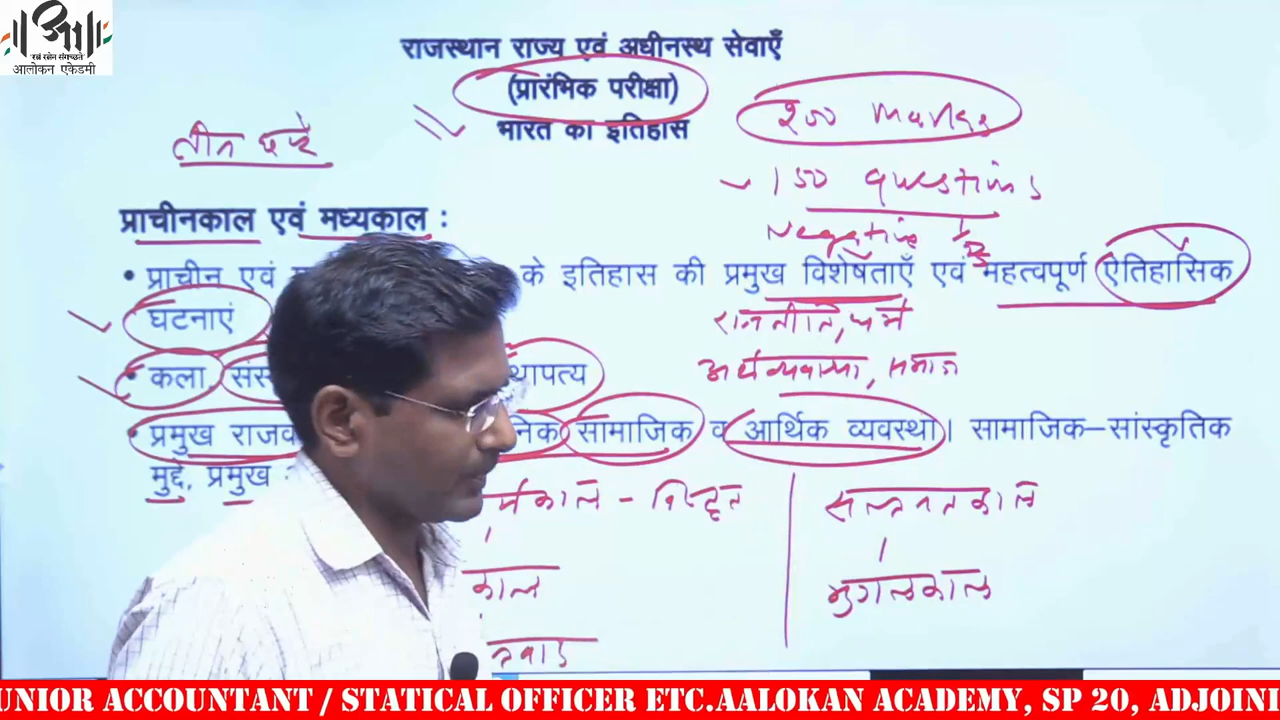 राजस्थान राज्य एवं अधीनस्थ सेवाएँ
(प्रारंभिक परीक्षा)
भारत का इतिहास
200 Marks
तीन
150 questions
Negative 1/3
प्राचीनकाल एवं मध्यकाल :
• प्राचीन एवं म के इतिहास की प्रमुख विशेषताएँ एवं महत्वपूर्ण ऐतिहासिक
घटनाएं
राजनीति, धर्म
• कला, संस् थापत्य
अर्थव्यवस्था, समाज
• प्रमुख राजव निक सामाजिक व आर्थिक व्यवस्था। सामाजिक–सांस्कृतिक
मुद्दे, प्रमुख
काल – विस्तृत
सल्तनतकाल
काल
मुगलकाल
आलोकन एकेडमी
UNIOR ACCOUNTANT / STATICAL OFFICER ETC.AALOKAN ACADEMY, SP 20, ADJOINI